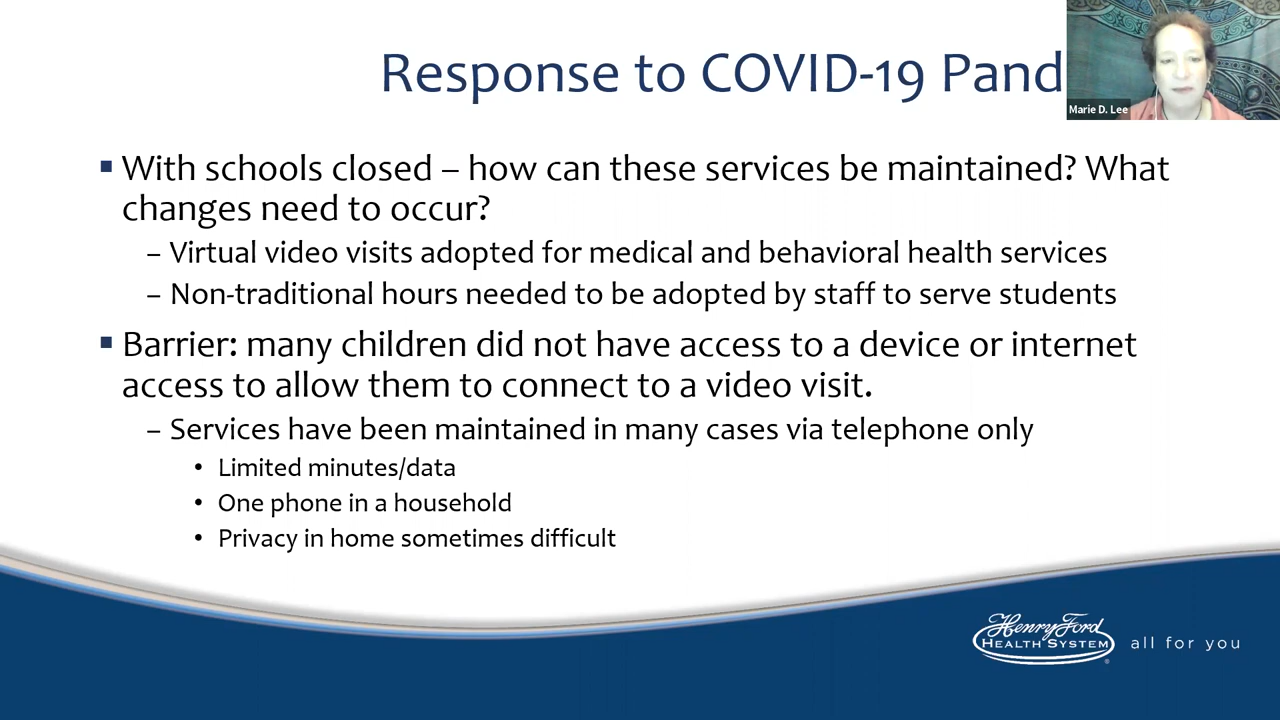 Response to COVID-19 Pand
Marie D. Lee
▪ With schools closed – how can these services be maintained? What
changes need to occur?
– Virtual video visits adopted for medical and behavioral health services
– Non-traditional hours needed to be adopted by staff to serve students
▪ Barrier: many children did not have access to a device or internet
access to allow them to connect to a video visit.
– Services have been maintained in many cases via telephone only
• Limited minutes/data
• One phone in a household
• Privacy in home sometimes difficult
Henry Ford
HEALTH SYSTEM
all for you